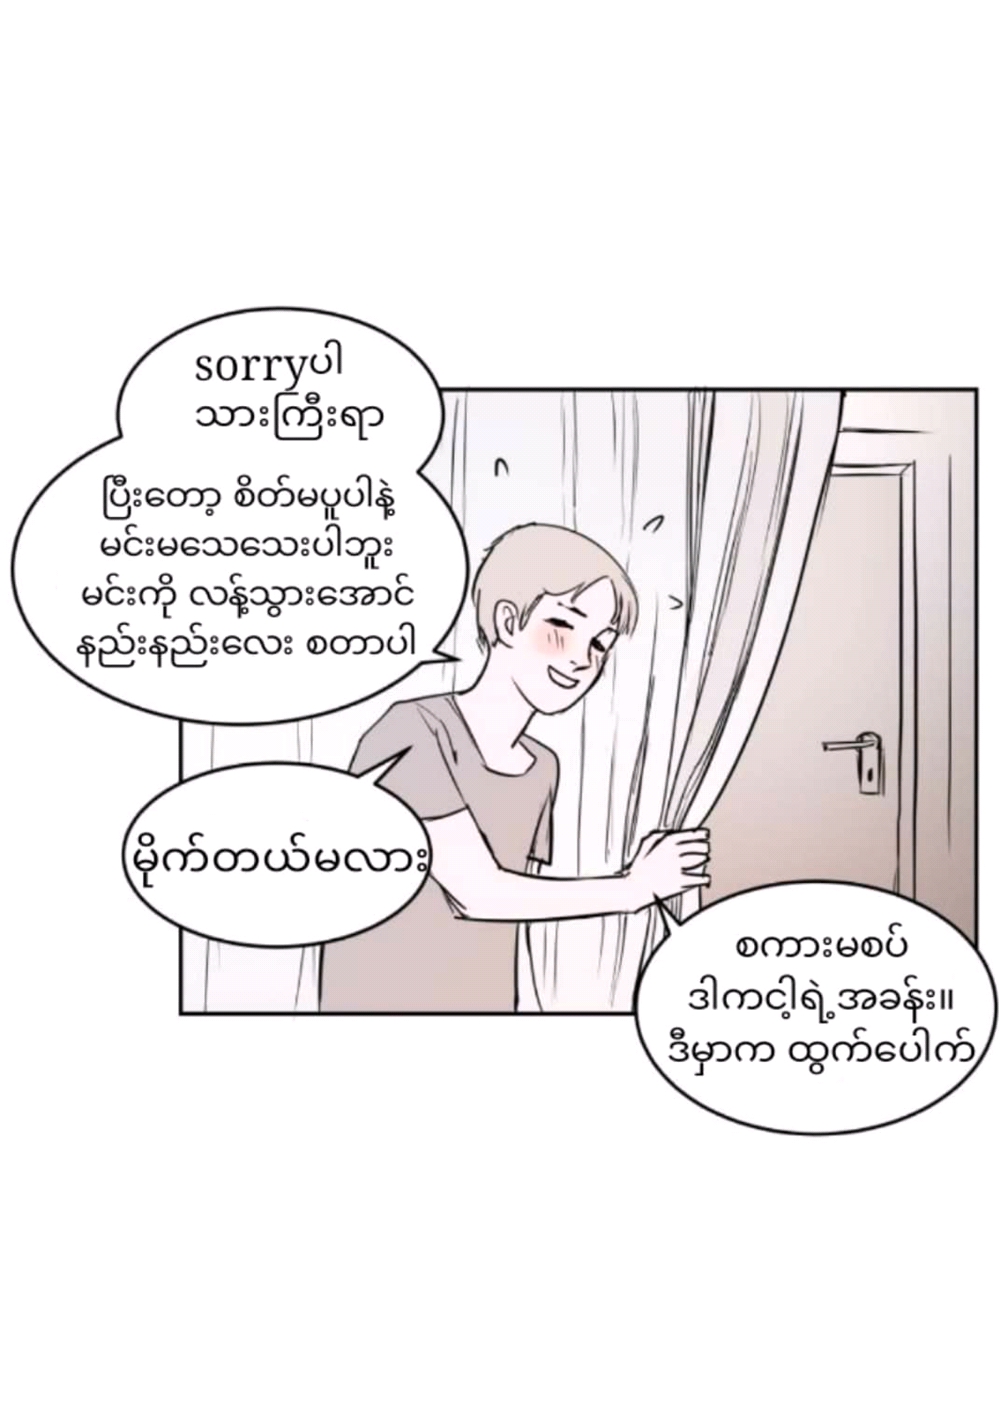 sorryပါ
သားကြီးရာ
ပြီးတော့ စိတ်မပူပါနဲ့
မင်းမသေသေးပါဘူး
မင်းကို လန့်သွားအောင်
နည်းနည်းလေး စတာပါ
မိုက်တယ်မလား
စကားမစပ်
ဒါကငါ့ရဲ့အခန်း။
ဒီမှာက ထွက်ပေါက်